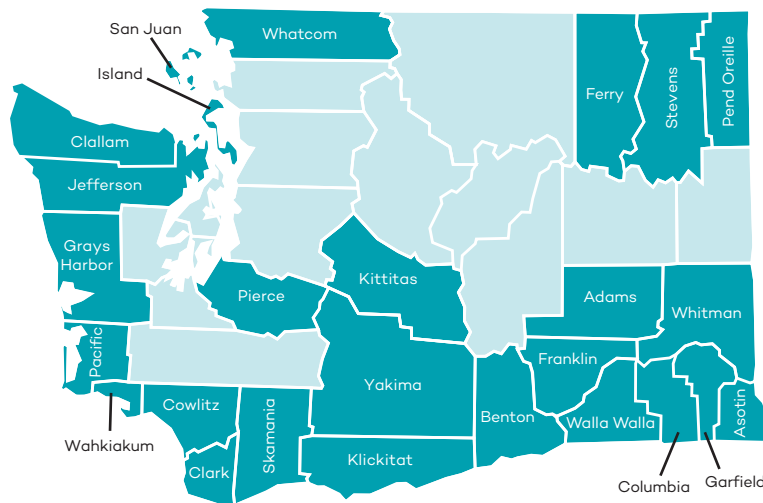 San Juan
Whatcom
Island
Ferry
Stevens
Pend Oreille
Clallam
Jefferson
Grays
Harbor
Kittitas
Pierce
Adams
Whitman
Pacific
Franklin
Yakima
Cowlitz
Benton
Walla Walla
Asotin
Skamania
Wahkiakum
Klickitat
Clark
Columbia
Garfield